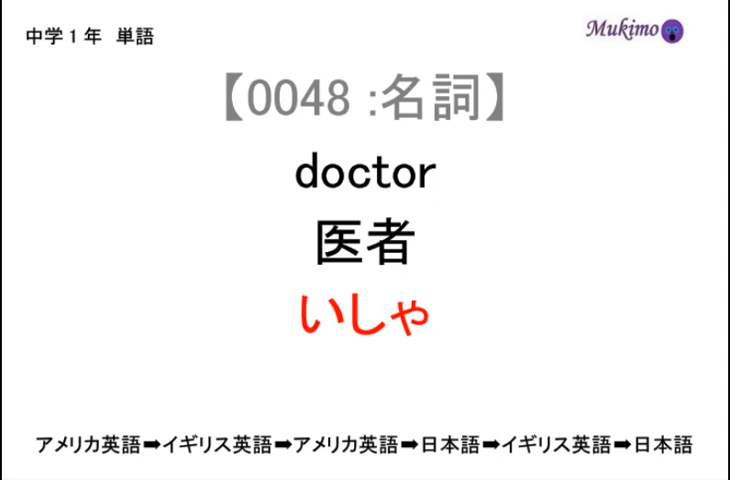 中学１年 単語
Mukimo
【0048 :名詞】
doctor
医者
いしゃ
アメリカ英語➡イギリス英語➡アメリカ英語➡日本語➡イギリス英語➡日本語